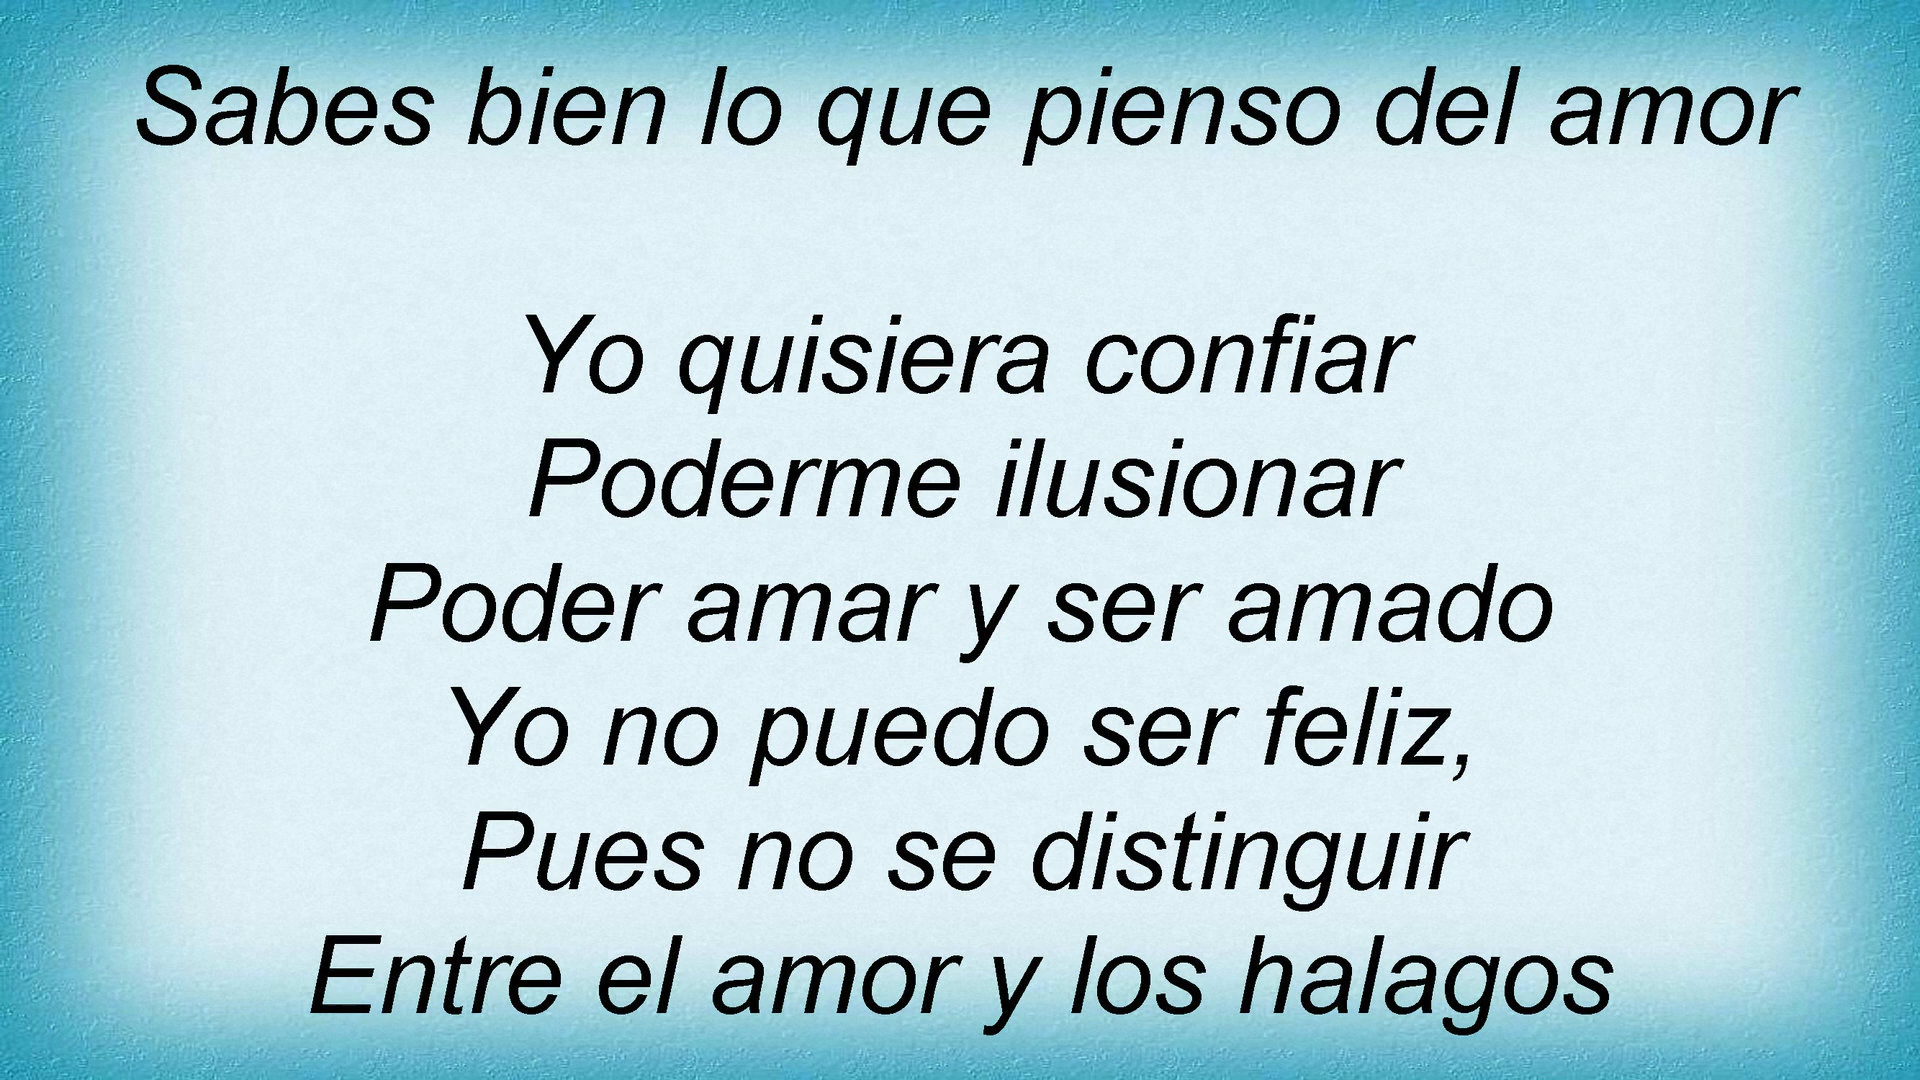 Sabes bien lo que pienso del amor
Yo quisiera confiar
Poderme ilusionar
Poder amar y ser amado
Yo no puedo ser feliz,
Pues no se distinguir
Entre el amor y los halagos